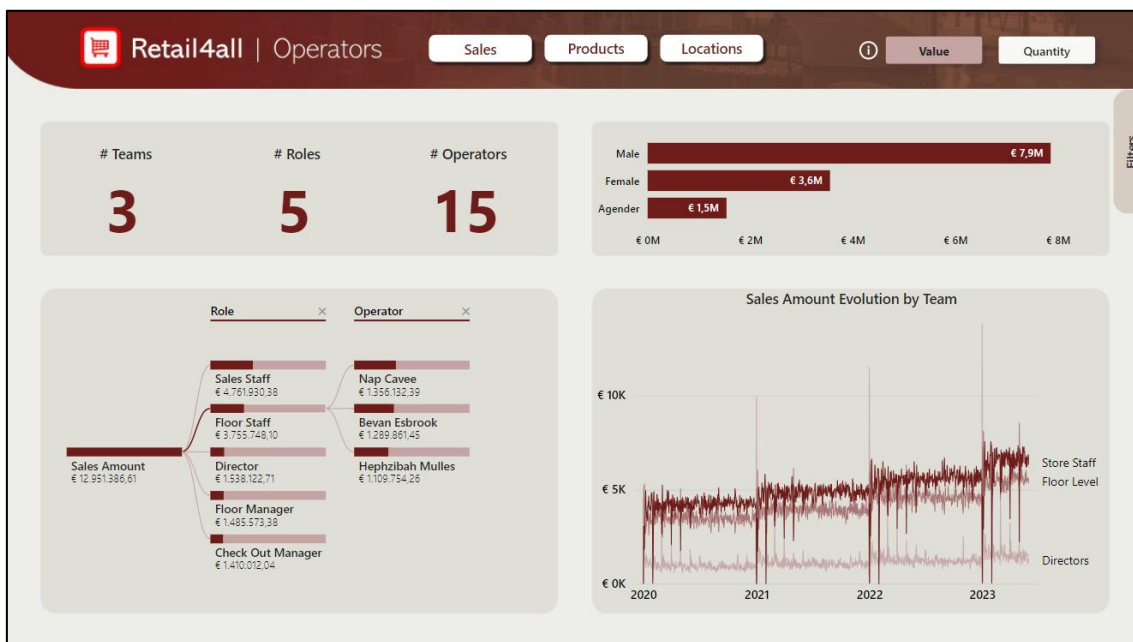 Retail4all | Operators
Sales
Products
Locations
Value
Quantity
Filters
# Teams
# Roles
# Operators
3
5
15
Male
€ 7,9M
Female
€ 3,6M
Agender
€ 1,5M
€ 0M
€ 2M
€ 4M
€ 6M
€ 8M
Role
Operator
Sales Amount
€ 12.951.386,61
Sales Staff
€ 4.761.930,38
Floor Staff
€ 3.755.748,10
Director
€ 1.538.122,71
Floor Manager
€ 1.485.573,38
Check Out Manager
€ 1.410.012,04
Nap Cavee
€ 1.356.132,39
Bevan Esbrook
€ 1.289.861,45
Hephzibah Mulles
€ 1.109.754,26
Sales Amount Evolution by Team
€ 10K
€ 5K
€ 0K
Store Staff
Floor Level
Directors
2020
2021
2022
2023